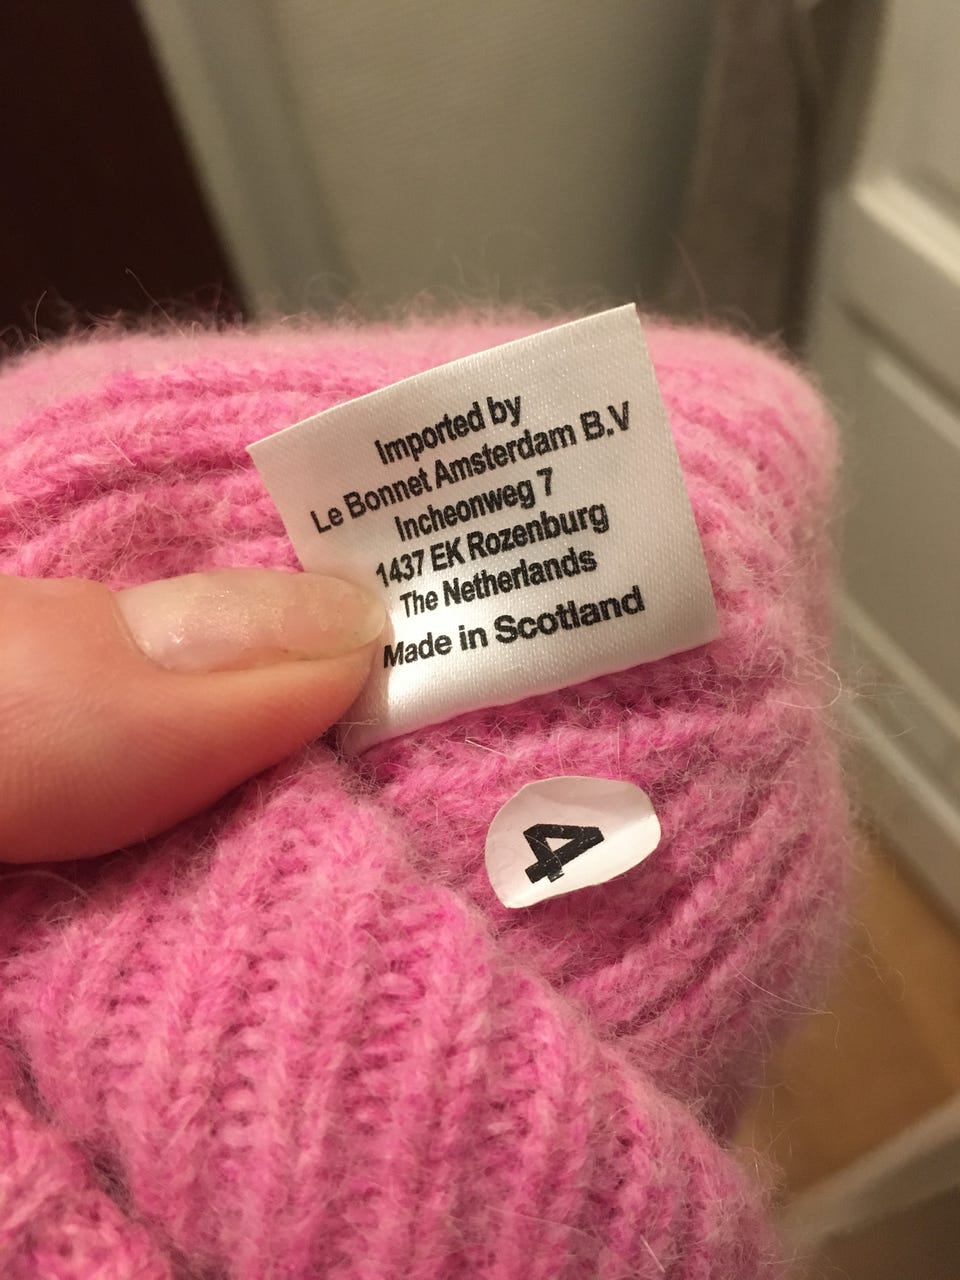 Imported by
Le Bonnet Amsterdam B.V
Incheonweg 7
1437 EK Rozenburg
The Netherlands
Made in Scotland
4